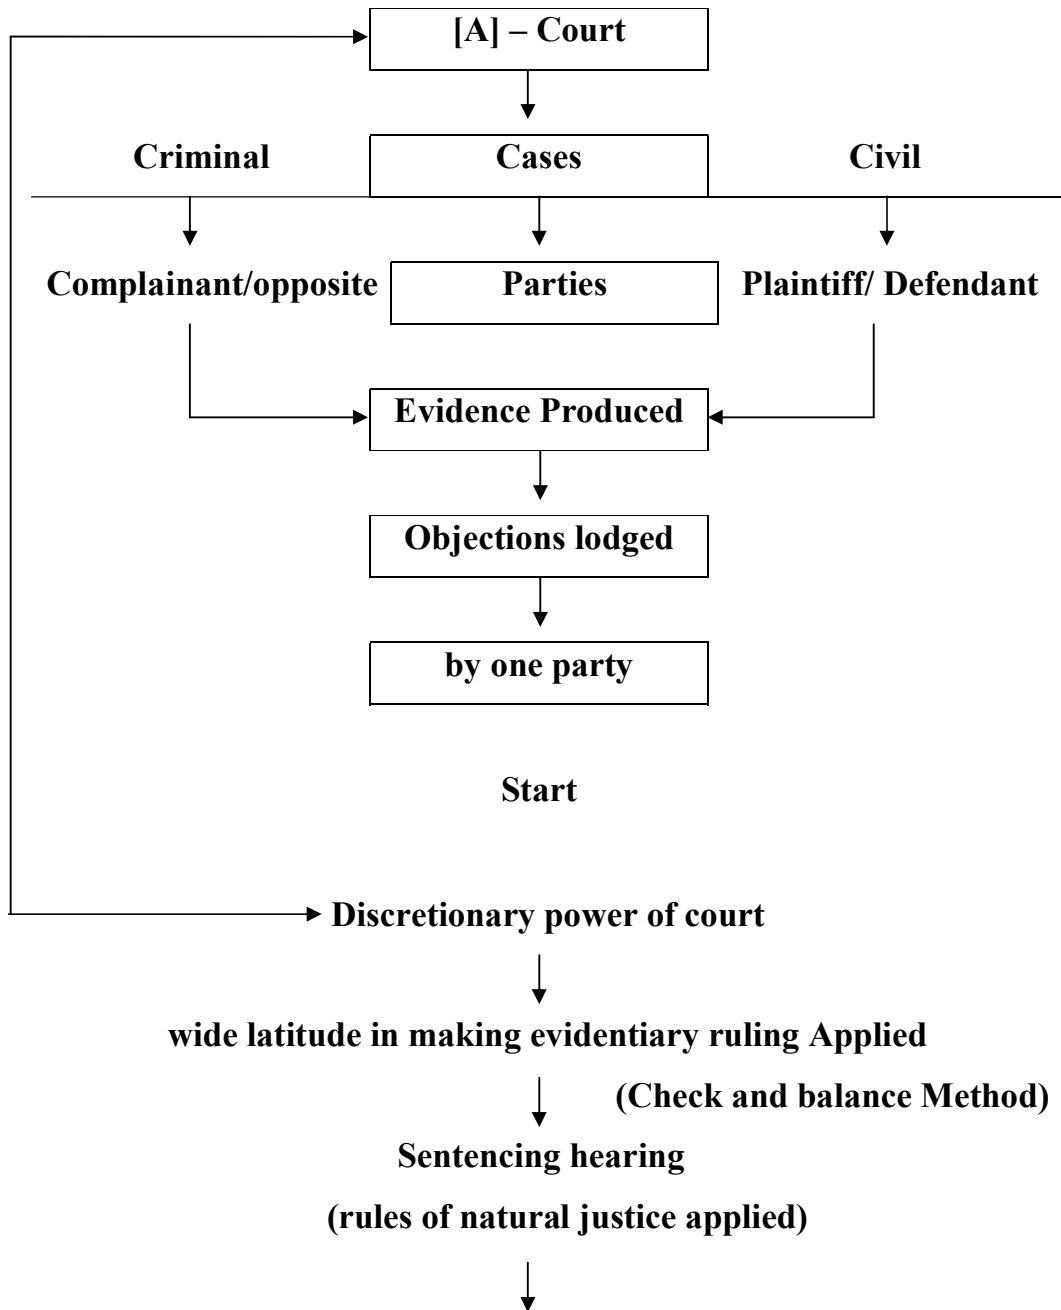 [A] – Court
Criminal Cases Civil
Complainant/opposite Parties Plaintiff/ Defendant
Evidence Produced
Objections lodged
by one party
Start
Discretionary power of court
wide latitude in making evidentiary ruling Applied
(Check and balance Method)
Sentencing hearing
(rules of natural justice applied)